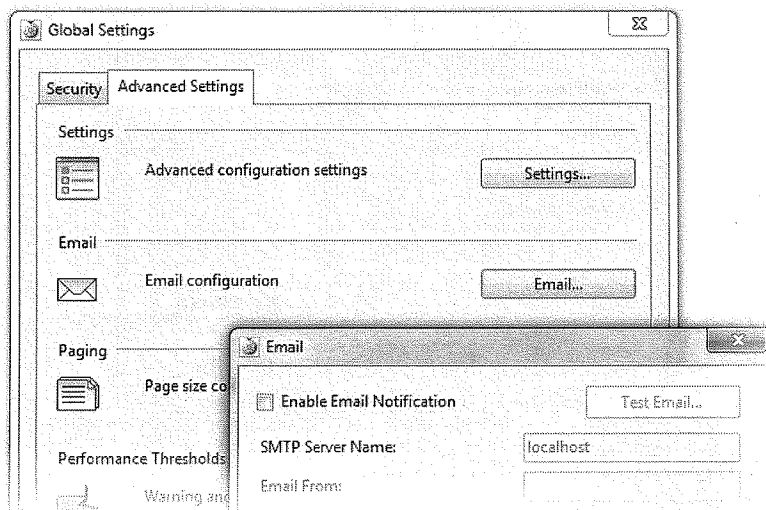 Global Settings
Security
Advanced Settings
Settings
Advanced configuration settings
Settings...
Email
Email configuration
Email...
Paging
Page size co
Performance Thresholds
Warning and
Email
Enable Email Notification
Test Email...
SMTP Server Name:
localhost
Email From: